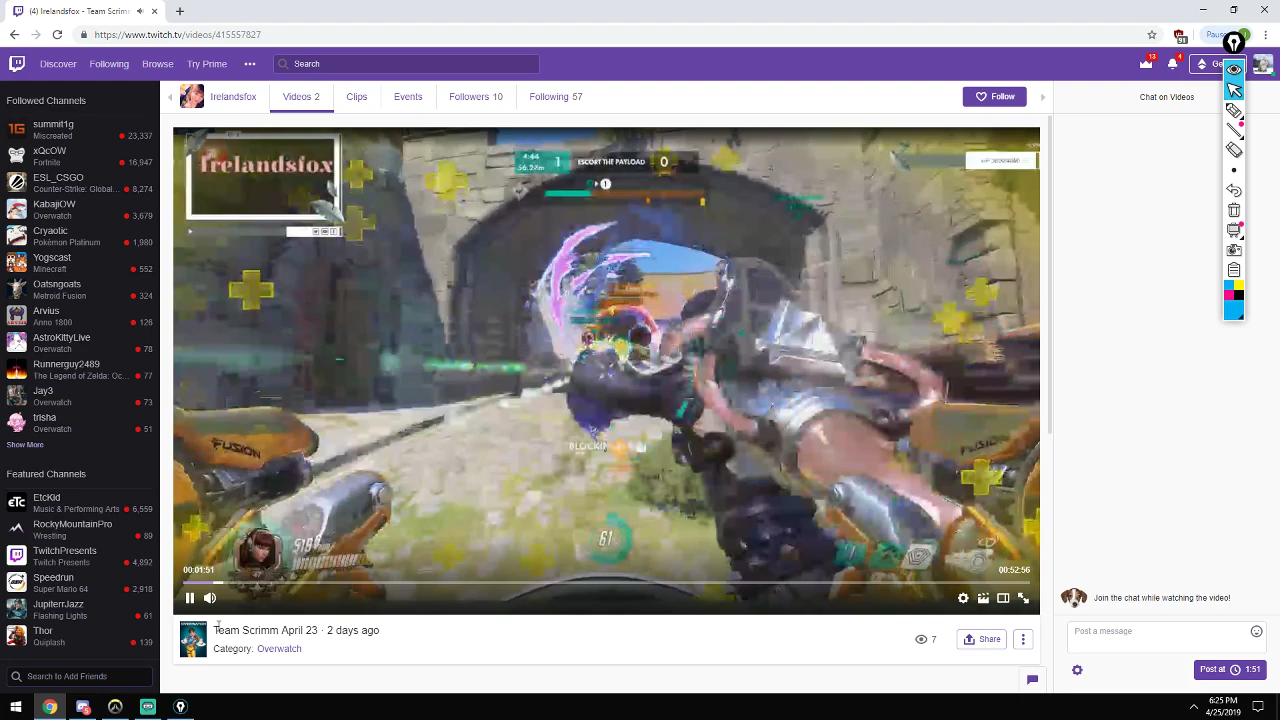 (4) Irelandsfox - Team Scrimm
https://www.twitch.tv/videos/415557827
91
Discover
Following
Browse
Try Prime
Search
13
4
Followed Channels
summit1g
Miscreated
23,337
xQcOW
Fortnite
16,947
ESL_CSGO
Counter-Strike: Global...
8,274
KabajiOW
Overwatch
3,679
Cryaotic
Pokémon Platinum
1,980
Yogscast
Minecraft
552
Oatsngoats
Metroid Fusion
324
Arvius
Anno 1800
126
AstroKittyLive
Overwatch
78
Runnerguy2489
The Legend of Zelda: Oc...
77
Jay3
Overwatch
73
trisha
Overwatch
51
Show More
Featured Channels
EtcKid
Music & Performing Arts
6,559
RockyMountainPro
Wrestling
89
TwitchPresents
Twitch Presents
4,892
Speedrun
Super Mario 64
2,918
JupiterrJazz
Flashing Lights
61
Thor
Quiplash
139
Search to Add Friends
Irelandsfox
Videos 2
Clips
Events
Followers 10
Following 57
Follow
Irelandsfox
4:44
56.28m
1
ESCORT THE PAYLOAD
0
1
FUSION
61
00:01:51
00:52:56
Team Scrimm April 23 · 2 days ago
Category: Overwatch
7
Share
Chat on Videos
Join the chat while watching the video!
Post a message
Post at
1:51
6:25 PM
4/25/2019